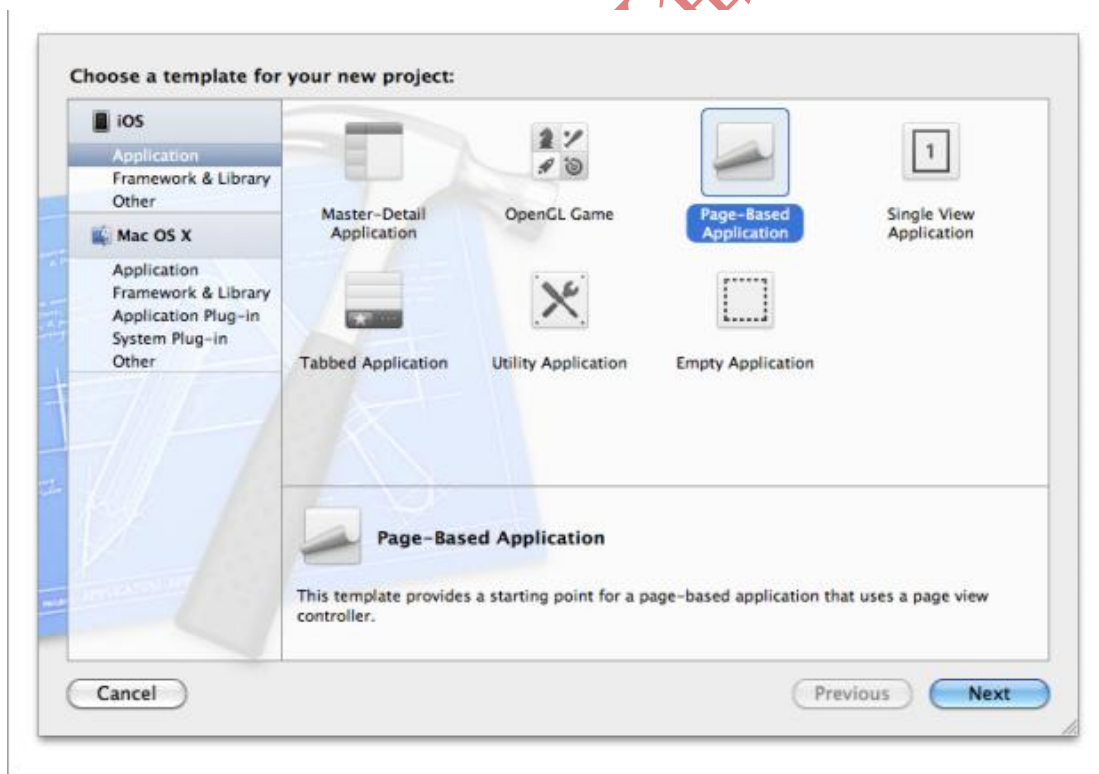 Choose a template for your new project:
iOS
Application
Framework & Library
Other
Mac OS X
Application
Framework & Library
Application Plug-in
System Plug-in
Other
Master-Detail
Application
OpenGL Game
Page-Based
Application
1
Single View
Application
Tabbed Application
Utility Application
Empty Application
Page-Based Application
This template provides a starting point for a page-based application that uses a page view
controller.
Cancel
Previous
Next